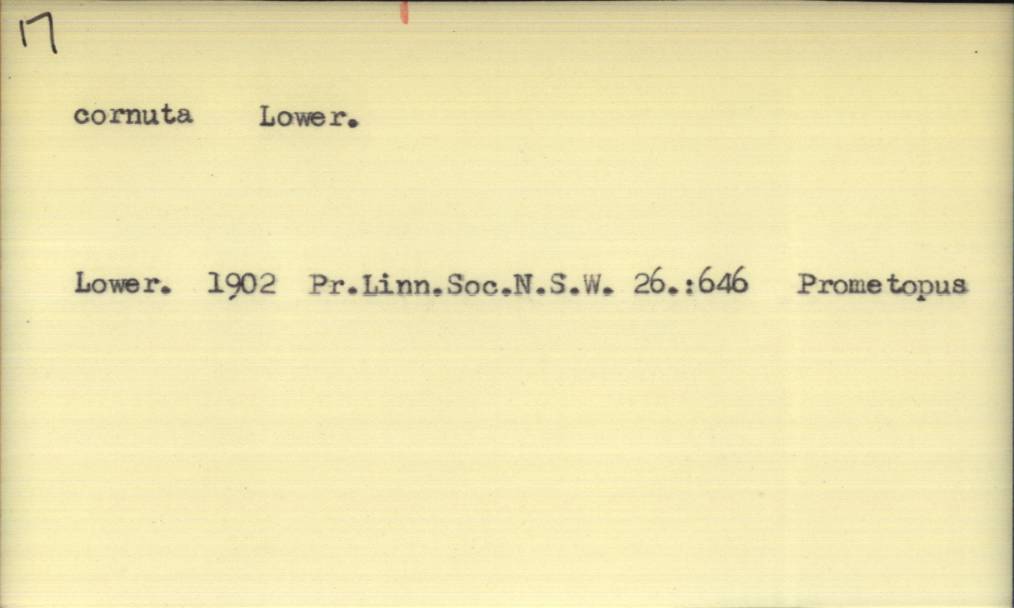 17
cornuta Lower.
Lower. 1902 Pr.Linn.Soc.N.S.W. 26.:646 Prometopus